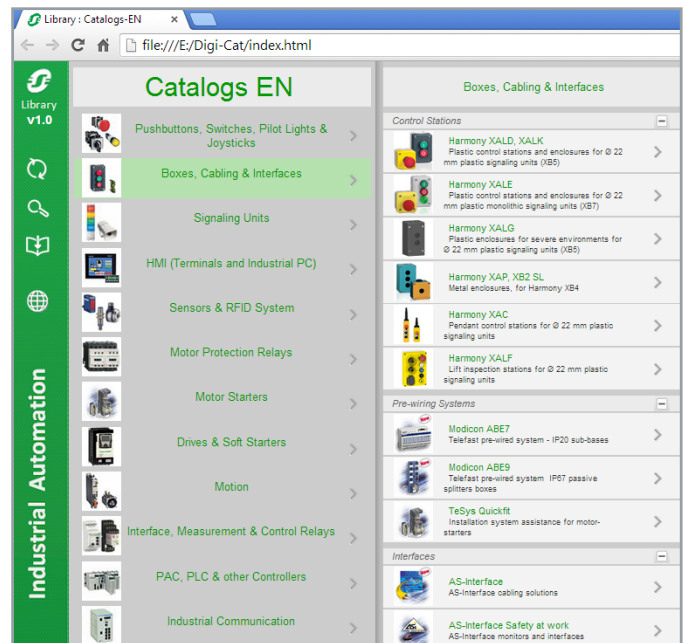 Library : Catalogs-EN
file:///E:/Digi-Cat/index.html
Library
v1.0
Industrial Automation
Catalogs EN
Pushbuttons, Switches, Pilot Lights &
Joysticks
Boxes, Cabling & Interfaces
Signaling Units
HMI (Terminals and Industrial PC)
Sensors & RFID System
Motor Protection Relays
Motor Starters
Drives & Soft Starters
Motion
Interface, Measurement & Control Relays
PAC, PLC & other Controllers
Industrial Communication
Boxes, Cabling & Interfaces
Control Stations
Harmony XALD, XALK
Plastic control stations and enclosures for Ø 22
mm plastic signaling units (XB5)
Harmony XALE
Plastic control stations and enclosures for Ø 22
mm plastic monolithic signaling units (XB7)
Harmony XALG
Plastic enclosures for severe environments for
Ø 22 mm plastic signaling units (XB5)
Harmony XAP, XB2 SL
Metal enclosures, for Harmony XB4
Harmony XAC
Pendant control stations for Ø 22 mm plastic
signaling units
Harmony XALF
Lift inspection stations for Ø 22 mm plastic
signaling units
Pre-wiring Systems
Modicon ABE7
Telefast pre-wired system - IP20 sub-bases
Modicon ABE9
Telefast pre-wired system IP67 passive
splitters boxes
TeSys Quickfit
Installation system assistance for motor-
starters
Interfaces
AS-Interface
AS-Interface cabling solutions
AS-Interface Safety at work
AS-Interface monitors and interfaces